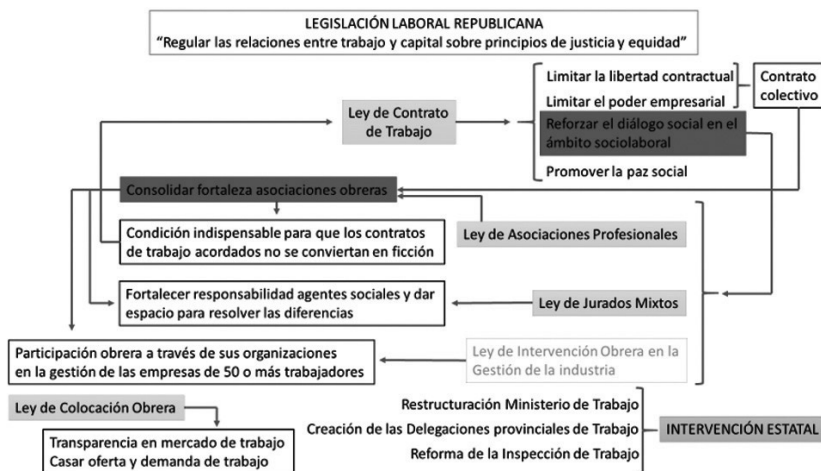 LEGISLACIÓN LABORAL REPUBLICANA
“Regular las relaciones entre trabajo y capital sobre principios de justicia y equidad”
Limitar la libertad contractual
Limitar el poder empresarial
Contrato
colectivo
Ley de Contrato
de Trabajo
Reforzar el diálogo social en el
ámbito sociolaboral
Promover la paz social
Consolidar fortaleza asociaciones obreras
Condición indispensable para que los contratos
de trabajo acordados no se conviertan en ficción
Ley de Asociaciones Profesionales
Fortalecer responsabilidad agentes sociales y dar
espacio para resolver las diferencias
Ley de Jurados Mixtos
Participación obrera a través de sus organizaciones
en la gestión de las empresas de 50 o más trabajadores
Ley de Intervención Obrera en la
Gestión de la industria
Ley de Colocación Obrera
Transparencia en mercado de trabajo
Casar oferta y demanda de trabajo
Restructuración Ministerio de Trabajo
Creación de las Delegaciones provinciales de Trabajo
Reforma de la Inspección de Trabajo
INTERVENCIÓN ESTATAL